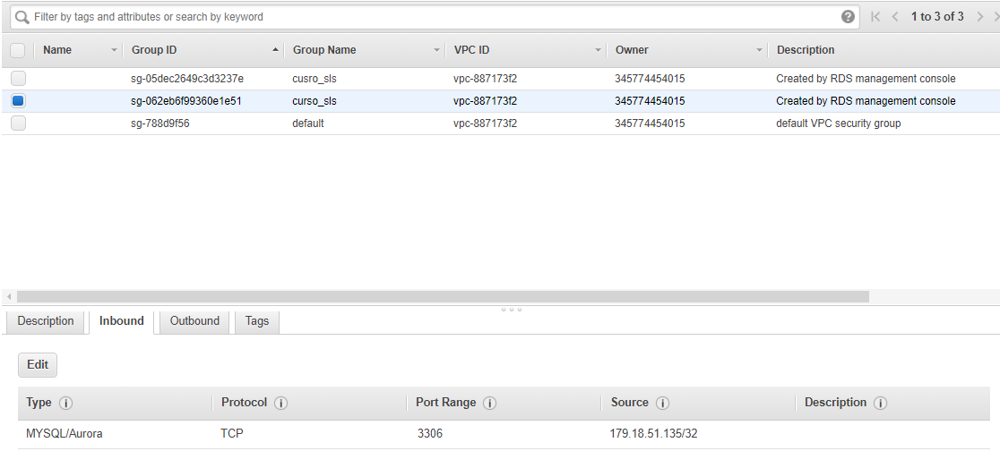 Filter by tags and attributes or search by keyword ? 1 to 3 of 3
Name Group ID Group Name VPC ID Owner Description
sg-05dec2649c3d3237e cusro_sls vpc-887173f2 345774454015 Created by RDS management console
sg-062eb6f99360e1e51 curso_sls vpc-887173f2 345774454015 Created by RDS management console
sg-788d9f56 default vpc-887173f2 345774454015 default VPC security group
Description Inbound Outbound Tags
Edit
Type i Protocol i Port Range i Source i Description i
MYSQL/Aurora TCP 3306 179.18.51.135/32